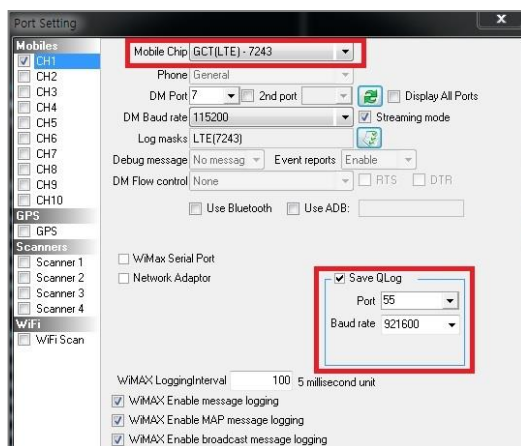 Port Setting
X
Mobiles
CH1
CH2
CH3
CH4
CH5
CH6
CH7
CH8
CH9
CH10
GPS
GPS
Scanners
Scanner 1
Scanner 2
Scanner 3
Scanner 4
WiFi
WiFi Scan
Mobile Chip GCT(LTE) - 7243
Phone General
DM Port 7 2nd port Display All Ports
DM Baud rate 115200 Streaming mode
Log masks LTE(7243)
Debug message No messag Event reports Enable
DM Flow control None RTS DTR
Use Bluetooth Use ADB:
WiMax Serial Port
Network Adaptor
Save QLog
Port 55
Baud rate 921600
WiMAX LoggingInterval 100 5 millisecond unit
WiMAX Enable message logging
WiMAX Enable MAP message logging
WiMAX Enable broadcast message logging